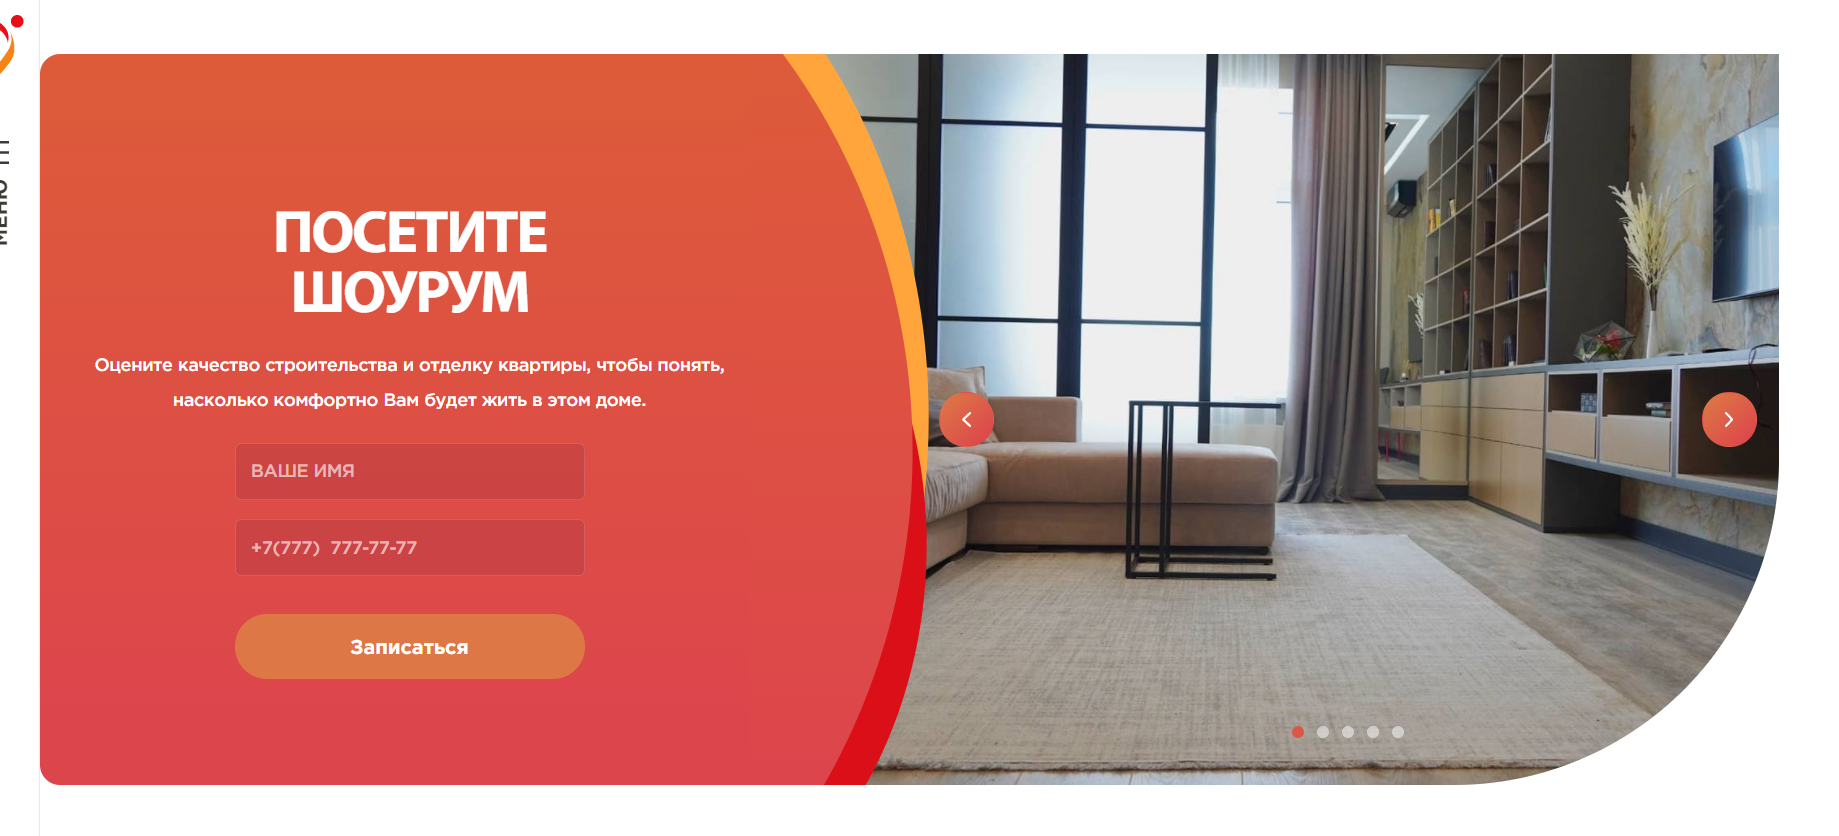 МЕНЮ
ПОСЕТИТЕ
ШОУРУМ
Оцените качество строительства и отделку квартиры, чтобы понять,
насколько комфортно Вам будет жить в этом доме.
ВАШЕ ИМЯ
+7(777) 777-77-77
Записаться